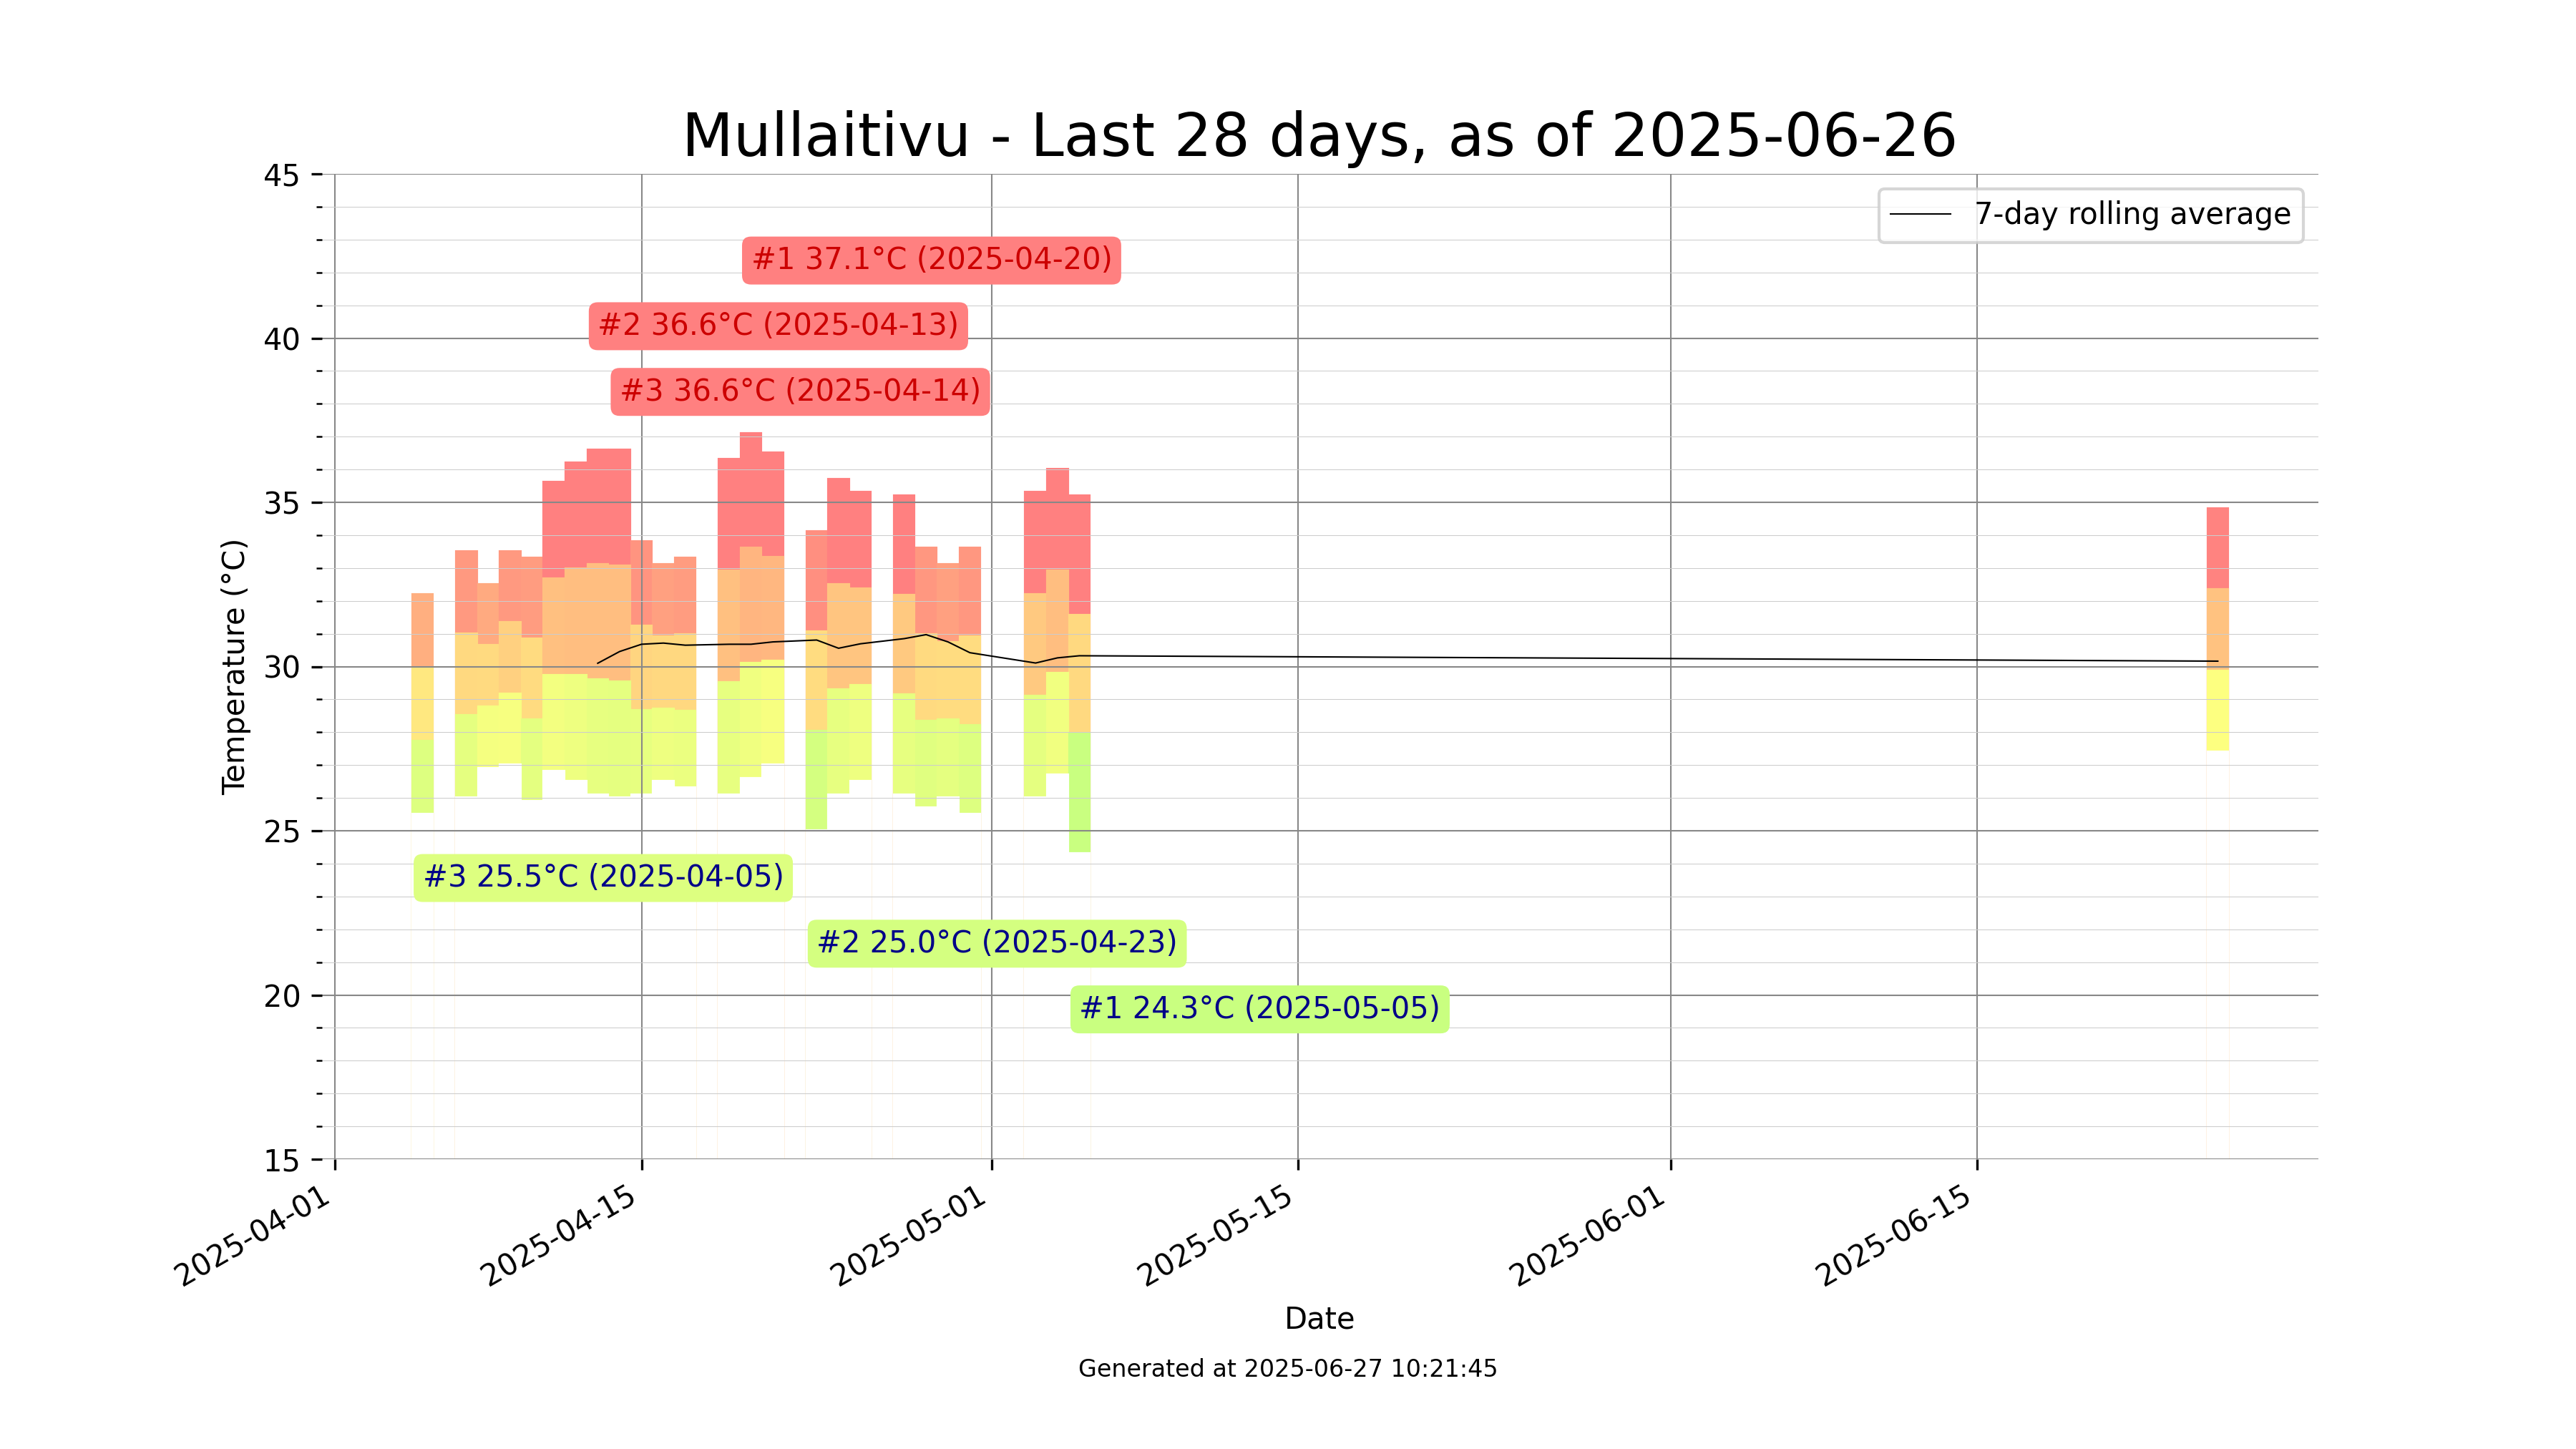 Mullaitivu - Last 28 days, as of 2025-06-26
7-day rolling average
#1 37.1°C (2025-04-20)
#2 36.6°C (2025-04-13)
#3 36.6°C (2025-04-14)
#3 25.5°C (2025-04-05)
#2 25.0°C (2025-04-23)
#1 24.3°C (2025-05-05)
Temperature (°C)
45
40
35
30
25
20
15
2025-04-01
2025-04-15
2025-05-01
2025-05-15
2025-06-01
2025-06-15
Date
Generated at 2025-06-27 10:21:45